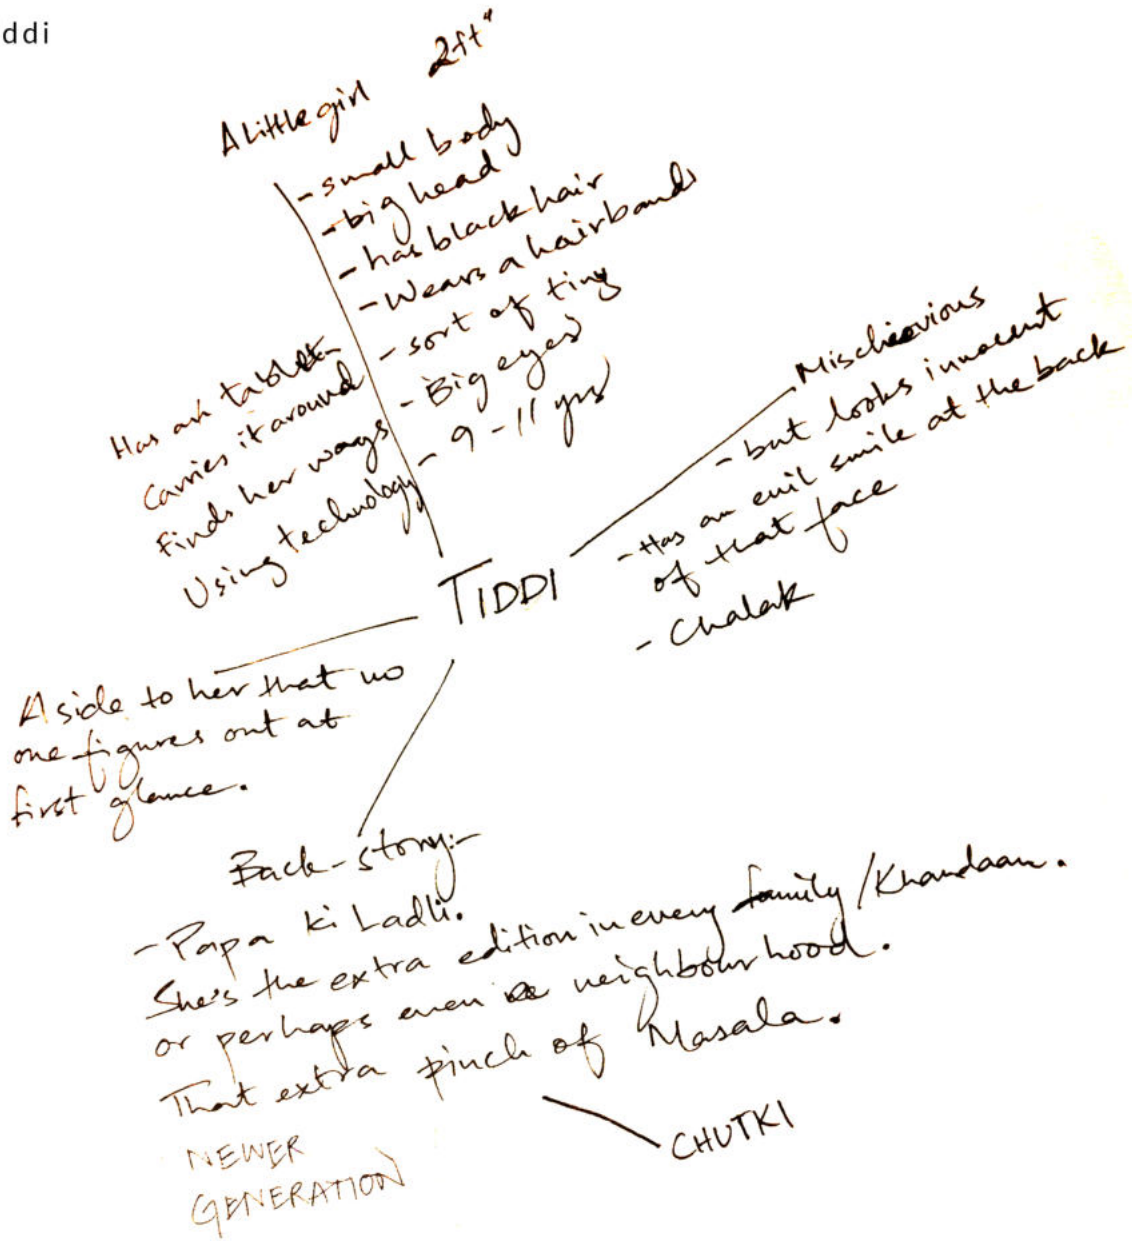 ddi
A little girl 2ft"
- small body
- big head
- has black hair
- Wears a hairband
- sort of tiny
- Big eyes
- 9 - 11 yrs
Has a tablet -
Carries it around
Finds her ways
Using technology
Mischievious
- but looks innocent
- Has an evil smile at the back
of that face
- Chalak
TIDDI
A side to her that no
one figures out at
first glance.
Back-story:-
- Papa ki Ladli.
She's the extra edition in every family / Khandaan.
or perhaps even neighbourhood.
That extra pinch of Masala.
CHUTKI
NEWER
GENERATION